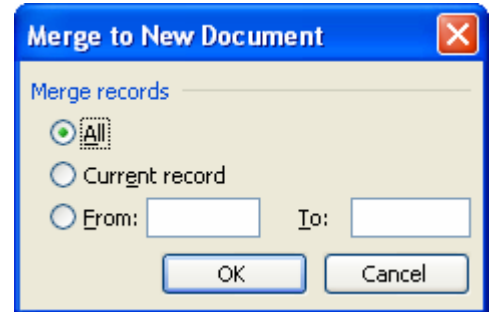 Merge to New Document
Merge records
All
Current record
From: To:
OK Cancel